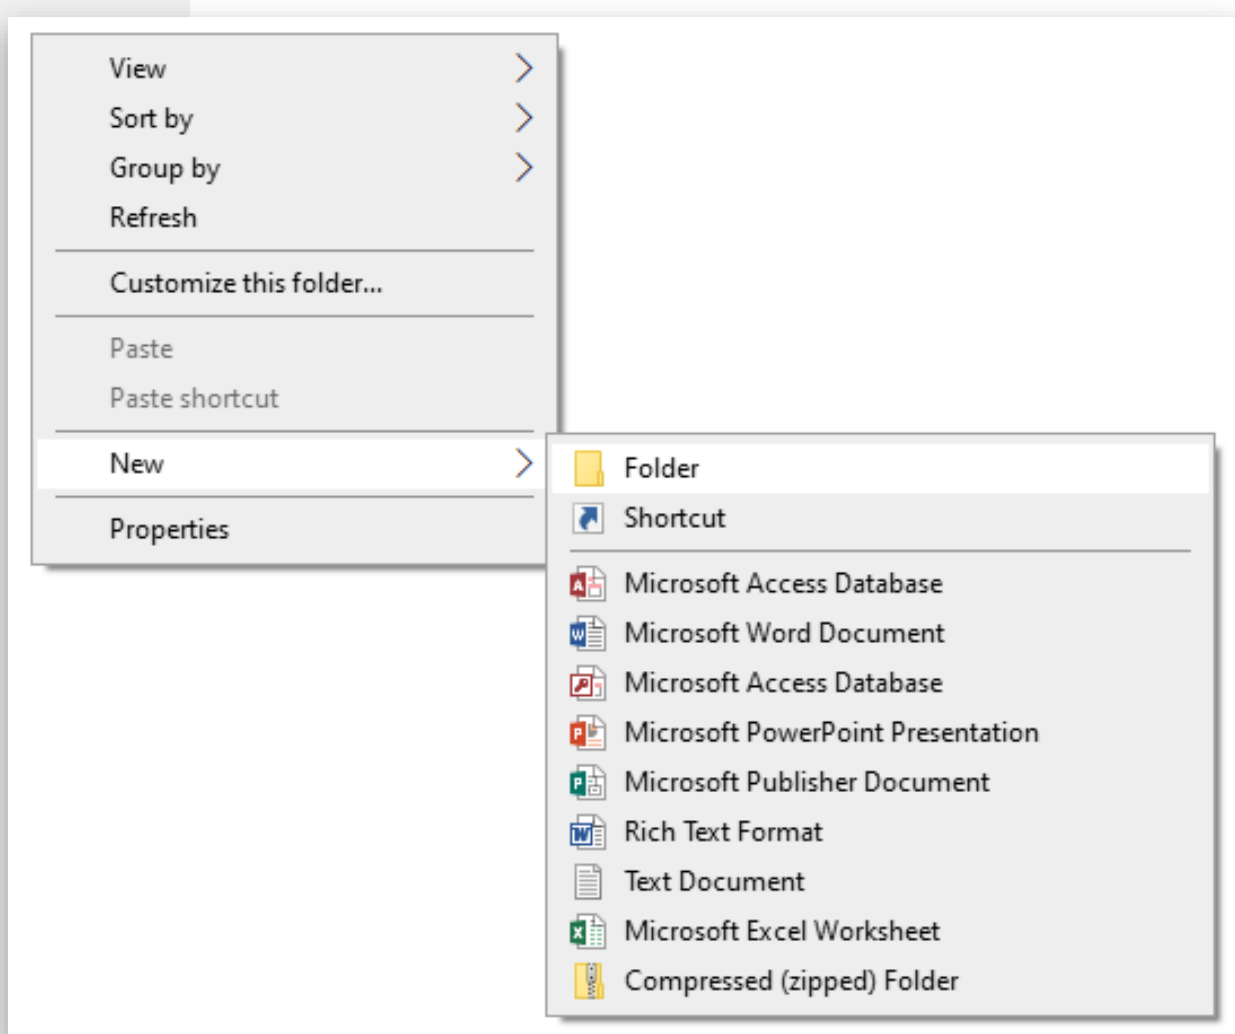 View
Sort by
Group by
Refresh
Customize this folder...
Paste
Paste shortcut
New
Properties
Folder
Shortcut
Microsoft Access Database
Microsoft Word Document
Microsoft Access Database
Microsoft PowerPoint Presentation
Microsoft Publisher Document
Rich Text Format
Text Document
Microsoft Excel Worksheet
Compressed (zipped) Folder